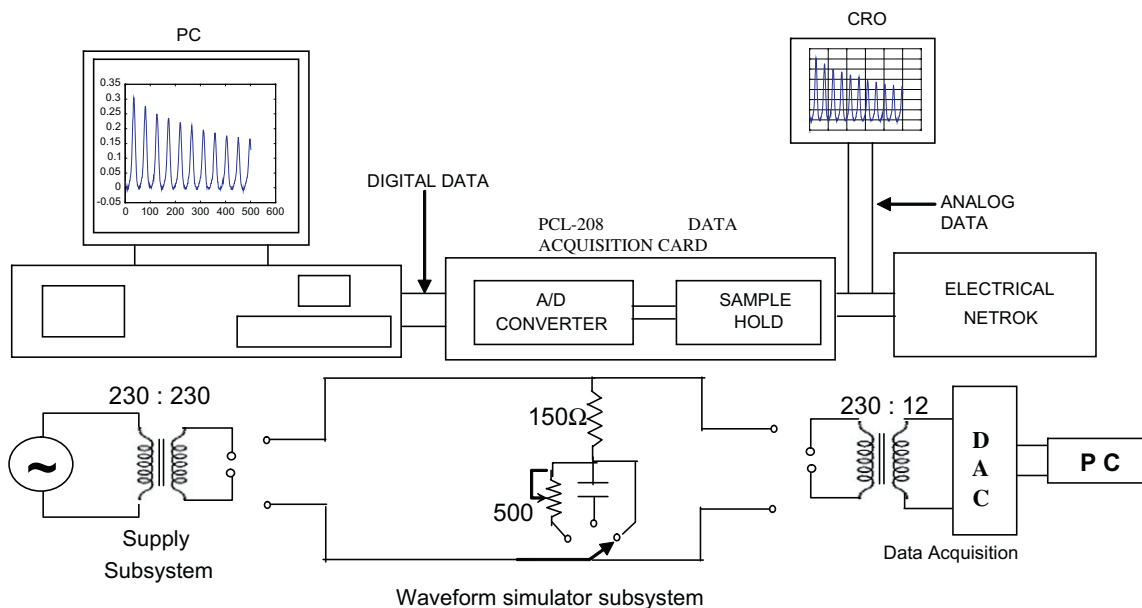 PC
CRO
0.35
0.3
0.25
0.2
0.15
0.1
0.05
0
-0.05
0 100 200 300 400 500 600
DIGITAL DATA
ANALOG
DATA
PCL-208 DATA
ACQUISITION CARD
A/D
CONVERTER
SAMPLE
HOLD
ELECTRICAL
NETROK
230 : 230
~
Supply
Subsystem
150Ω
500
Waveform simulator subsystem
230 : 12
D
A
C
P C
Data Acquisition